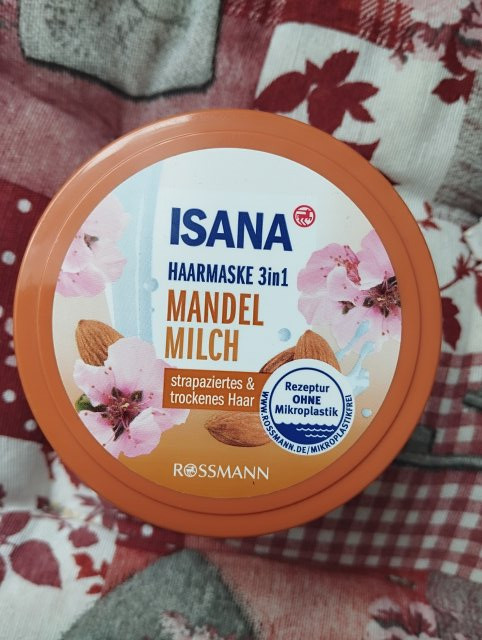 ISANA
HAARMASKE 3in1
MANDEL
MILCH
strapaziertes &
trockenes Haar
Rezeptur
OHNE
Mikroplastik
WWW.ROSSMANN.DE/MIKROPLASTIKFREI
ROSSMANN